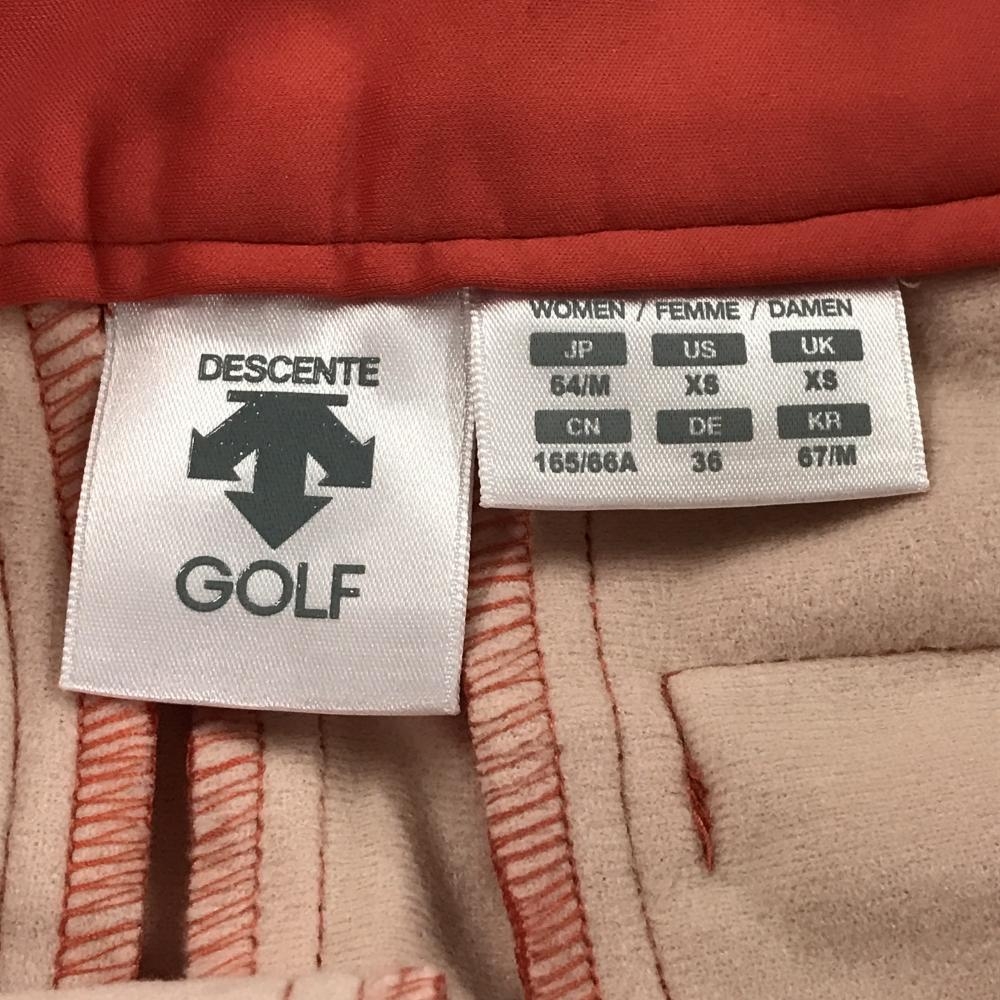 DESCENTE
GOLF
WOMEN / FEMME / DAMEN
JP US UK
64/M XS XS
CN DE KR
165/66A 36 67/M